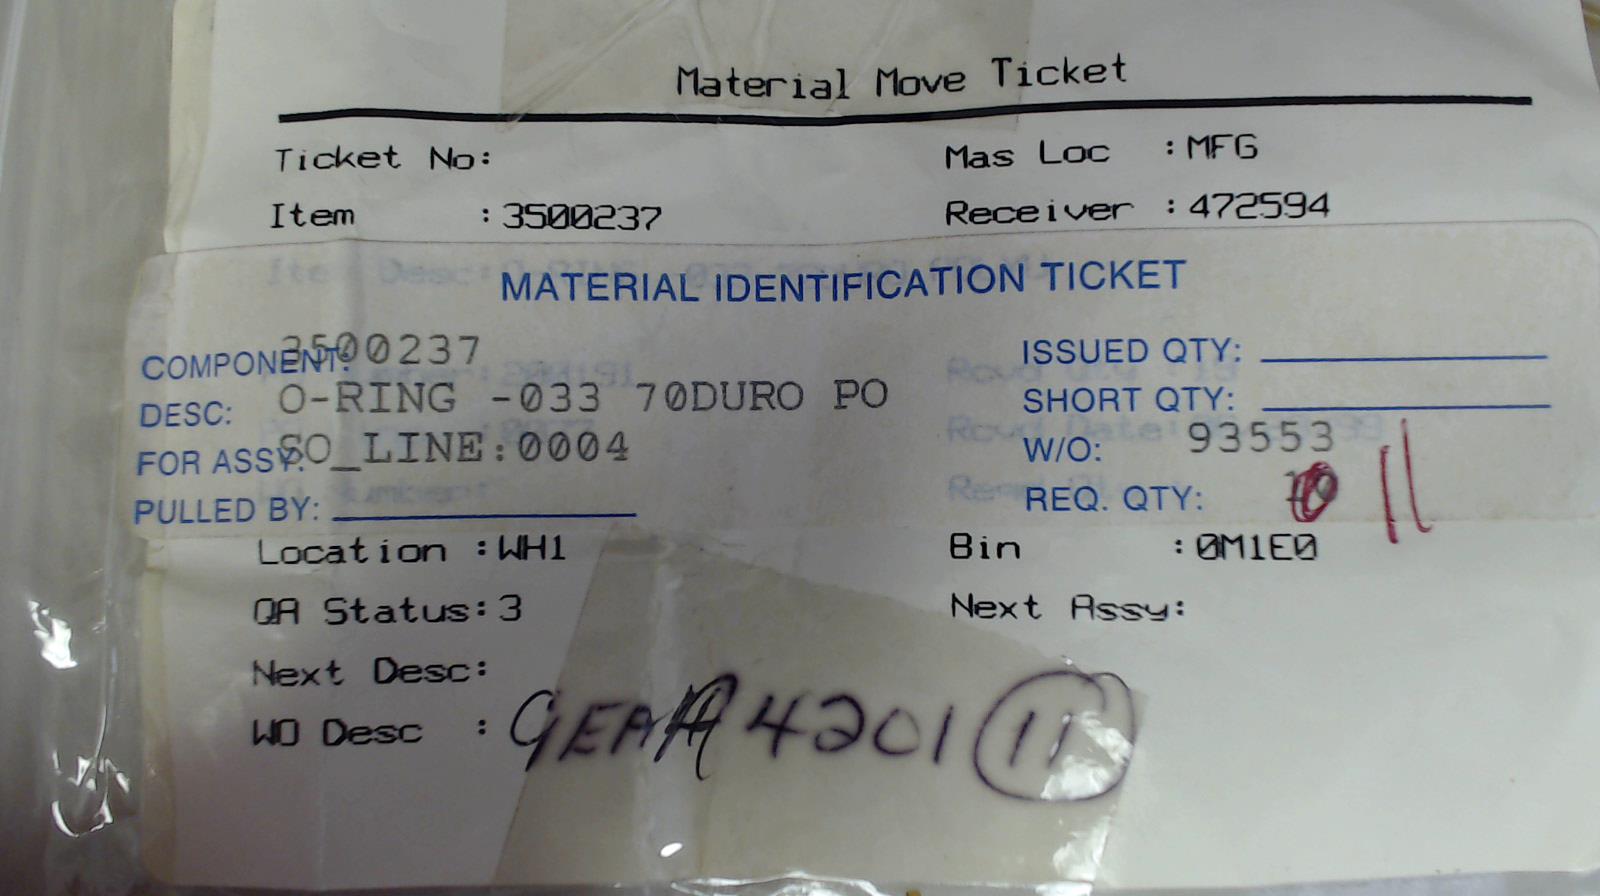 Material Move Ticket
Ticket No: Mas Loc :MFG
Item :3500237 Receiver :472594
MATERIAL IDENTIFICATION TICKET
COMPONENT: 3500237 ISSUED QTY:
DESC: O-RING -033 70DURO PO SHORT QTY:
FOR ASSY: SO_LINE:0004 W/O: 93553
PULLED BY: REQ. QTY: 11
Location :WH1 Bin :0M1E0
QA Status:3 Next Assy:
Next Desc:
WO Desc : 4201 11